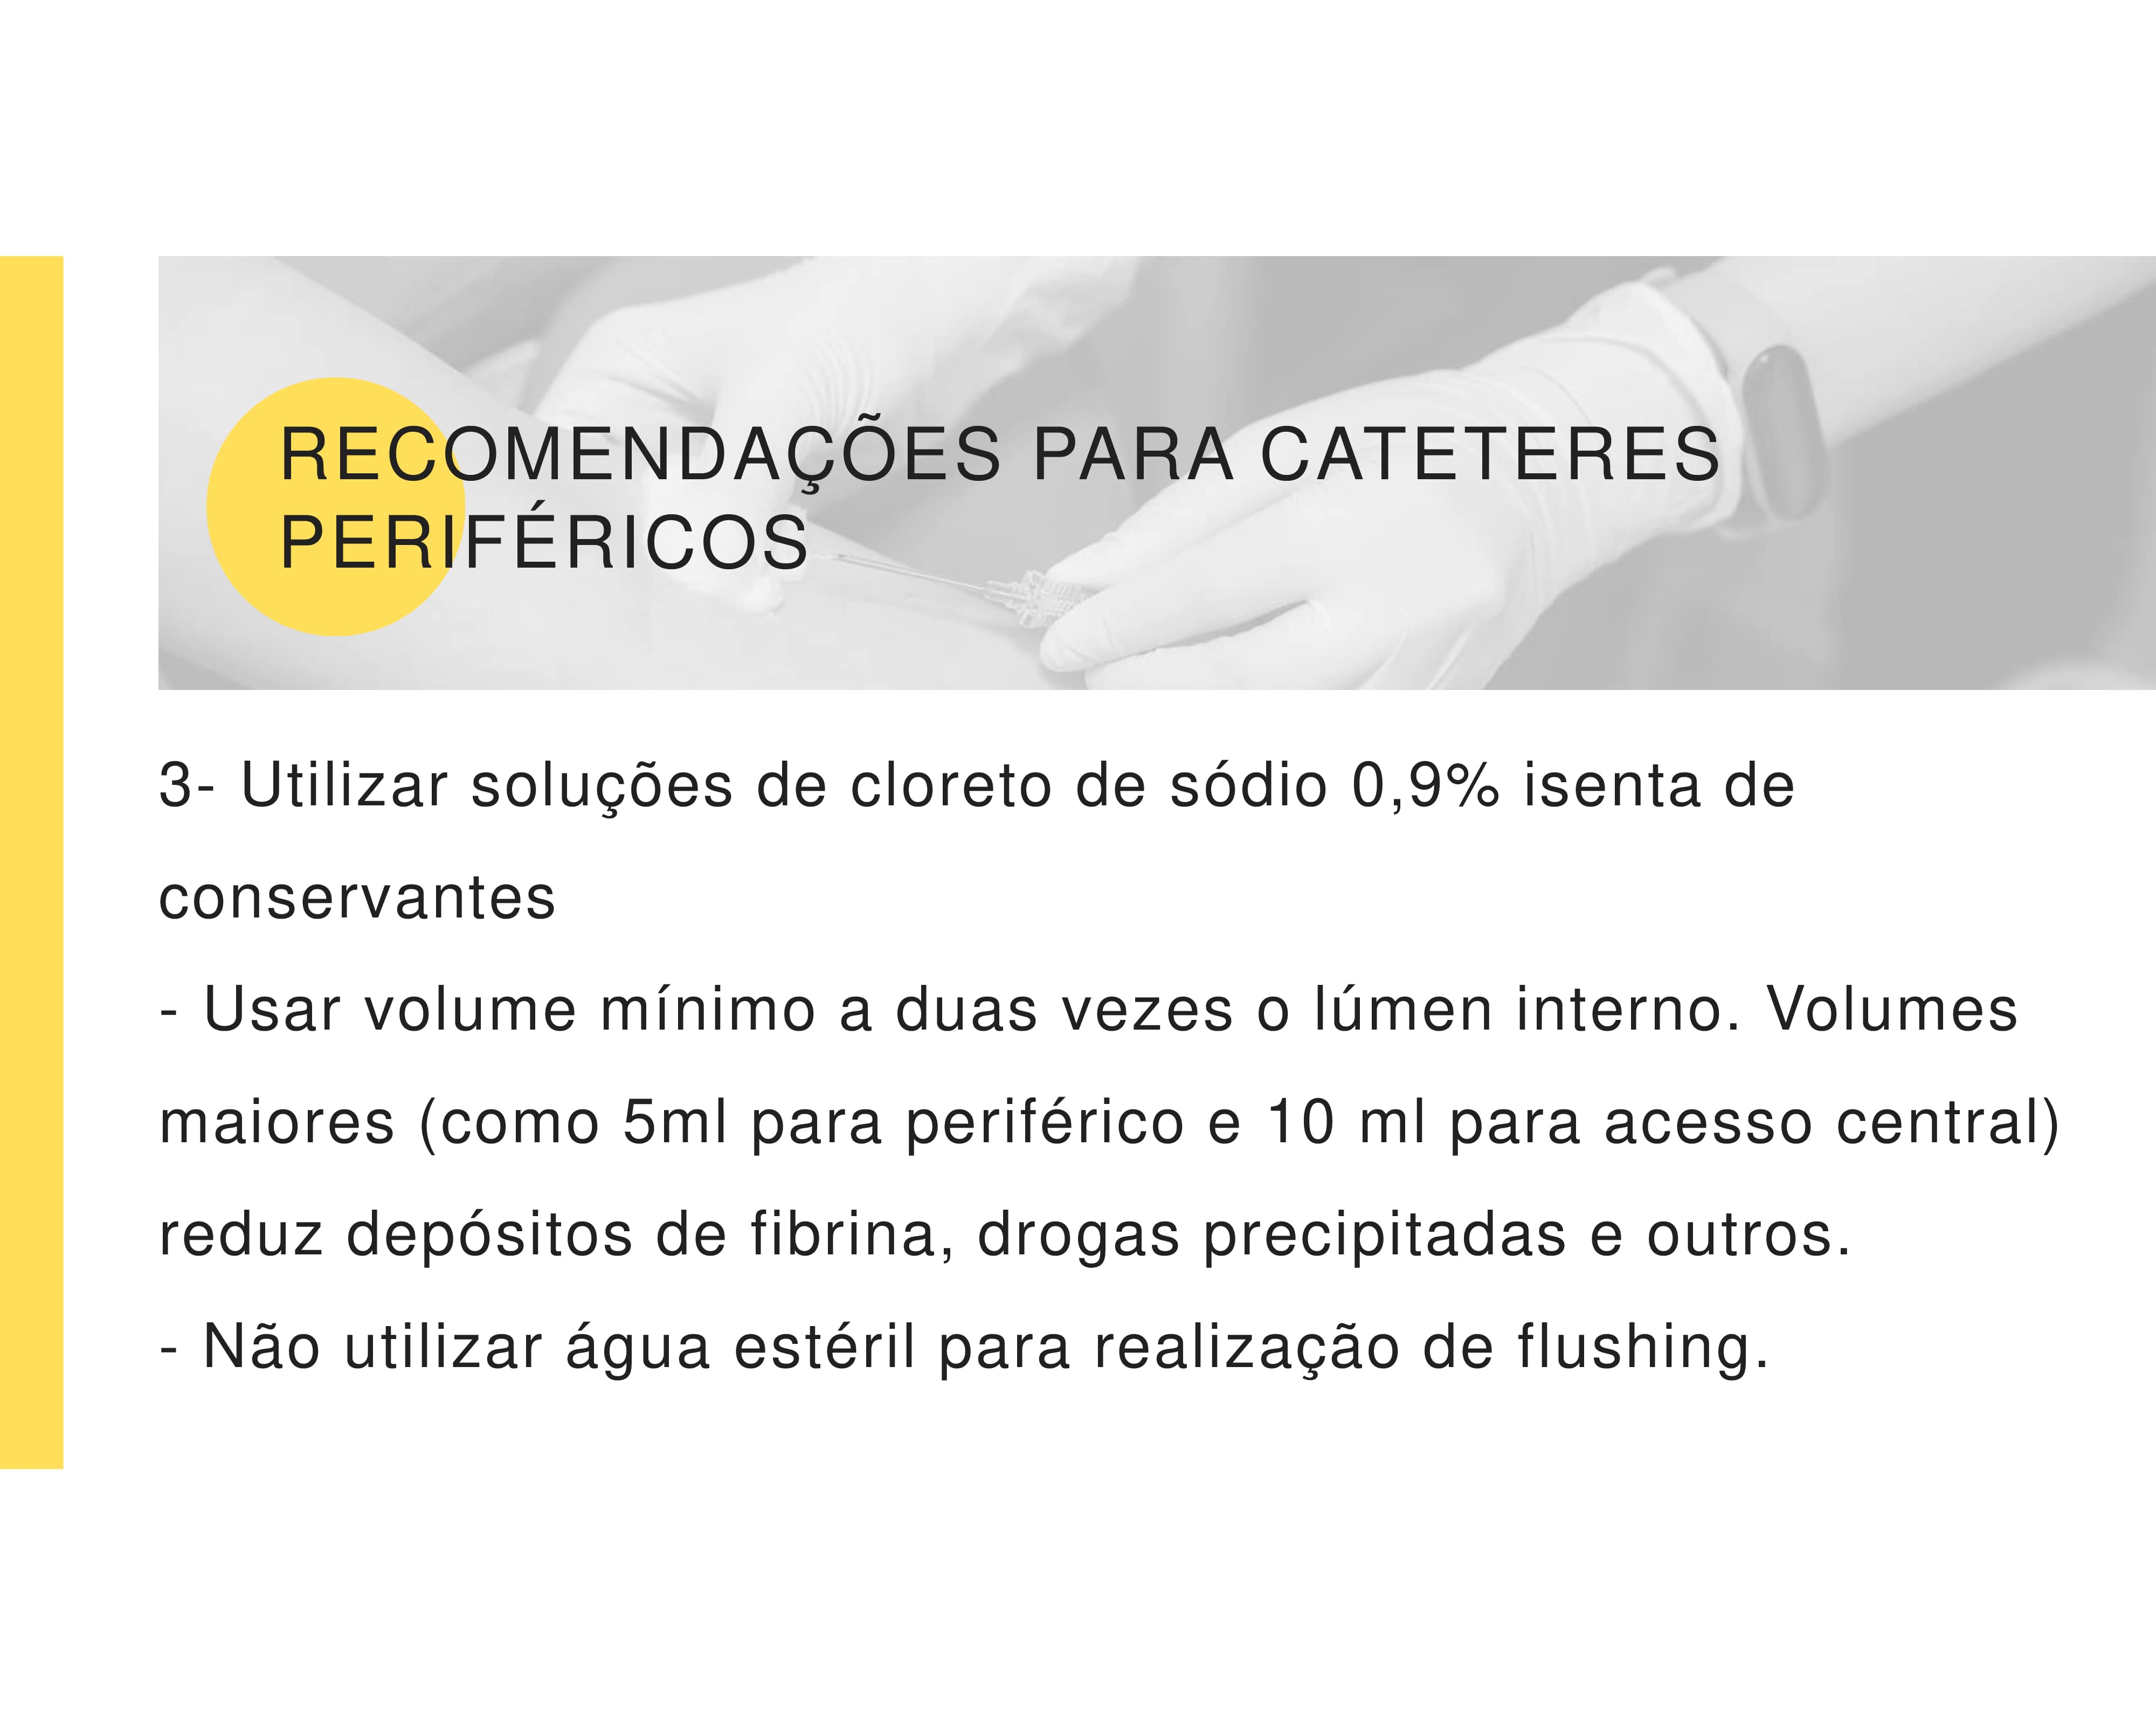 RECOMENDAÇÕES PARA CATETERES
PERIFÉRICOS
3- Utilizar soluções de cloreto de sódio 0,9% isenta de
conservantes
- Usar volume mínimo a duas vezes o lúmen interno. Volumes
maiores (como 5ml para periférico e 10 ml para acesso central)
reduz depósitos de fibrina, drogas precipitadas e outros.
- Não utilizar água estéril para realização de flushing.